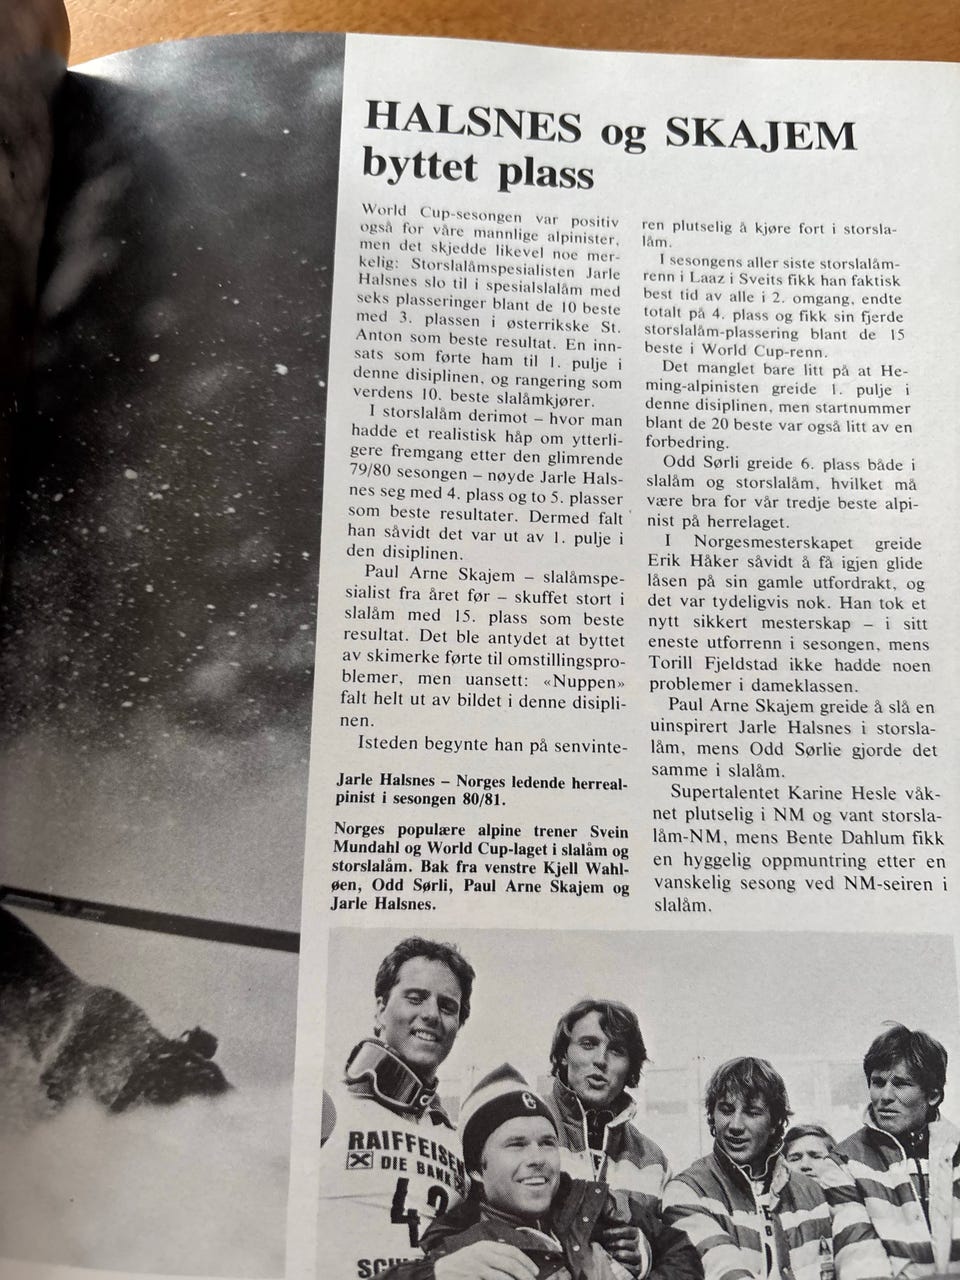 HALSNES og SKAJEM
byttet plass
World Cup-sesongen var positiv
også for våre mannlige alpinister,
men det skjedde likevel noe mer-
kelig: Storslalåmspesialisten Jarle
Halsnes slo til i spesialslalåm med
seks plasseringer blant de 10 beste
med 3. plassen i østerrikske St.
Anton som beste resultat. En inn-
sats som førte ham til 1. pulje i
denne disiplinen, og rangering som
verdens 10. beste slalåmkjører.
I storslalåm derimot – hvor man
hadde et realistisk håp om ytterli-
gere fremgang etter den glimrende
79/80 sesongen – nøyde Jarle Hals-
nes seg med 4. plass og to 5. plasser
som beste resultater. Dermed falt
han såvidt det var ut av 1. pulje i
den disiplinen.
Paul Arne Skajem – slalåmspe-
sialist fra året før – skuffet stort i
slalåm med 15. plass som beste
resultat. Det ble antydet at byttet
av skimerke førte til omstillingspro-
blemer, men uansett: «Nuppen»
falt helt ut av bildet i denne disipli-
nen.
Isteden begynte han på senvinte-
ren plutselig å kjøre fort i storsla-
låm.
I sesongens aller siste storslalåm-
renn i Laaz i Sveits fikk han faktisk
best tid av alle i 2. omgang, endte
totalt på 4. plass og fikk sin fjerde
storslalåm-plassering blant de 15
beste i World Cup-renn.
Det manglet bare litt på at He-
ming-alpinisten greide 1. pulje i
denne disiplinen, men startnummer
blant de 20 beste var også litt av en
forbedring.
Odd Sørli greide 6. plass både i
slalåm og storslalåm, hvilket må
være bra for vår tredje beste alpi-
nist på herrelaget.
I Norgesmesterskapet greide
Erik Håker såvidt å få igjen glide
låsen på sin gamle utfordrakt, og
det var tydeligvis nok. Han tok et
nytt sikkert mesterskap – i sitt
eneste utforrenn i sesongen, mens
Torill Fjeldstad ikke hadde noen
problemer i dameklassen.
Paul Arne Skajem greide å slå en
uinspirert Jarle Halsnes i storsla-
låm, mens Odd Sørlie gjorde det
samme i slalåm.
Supertalentet Karine Hesle våk-
net plutselig i NM og vant storsla-
låm-NM, mens Bente Dahlum fikk
en hyggelig oppmuntring etter en
vanskelig sesong ved NM-seiren i
slalåm.
Jarle Halsnes – Norges ledende herreal-
pinist i sesongen 80/81.
Norges populære alpine trener Svein
Mundahl og World Cup-laget i slalåm og
storslalåm. Bak fra venstre Kjell Wahl-
øen, Odd Sørli, Paul Arne Skajem og
Jarle Halsnes.
RAIFFEISEN
DIE BANK
42